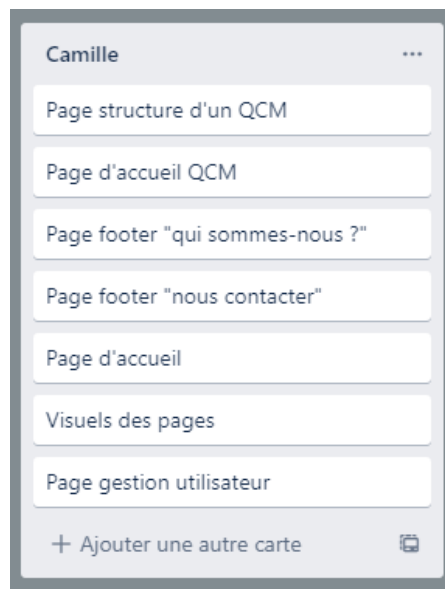 Camille
Page structure d'un QCM
Page d'accueil QCM
Page footer "qui sommes-nous ?"
Page footer "nous contacter"
Page d'accueil
Visuels des pages
Page gestion utilisateur
+ Ajouter une autre carte